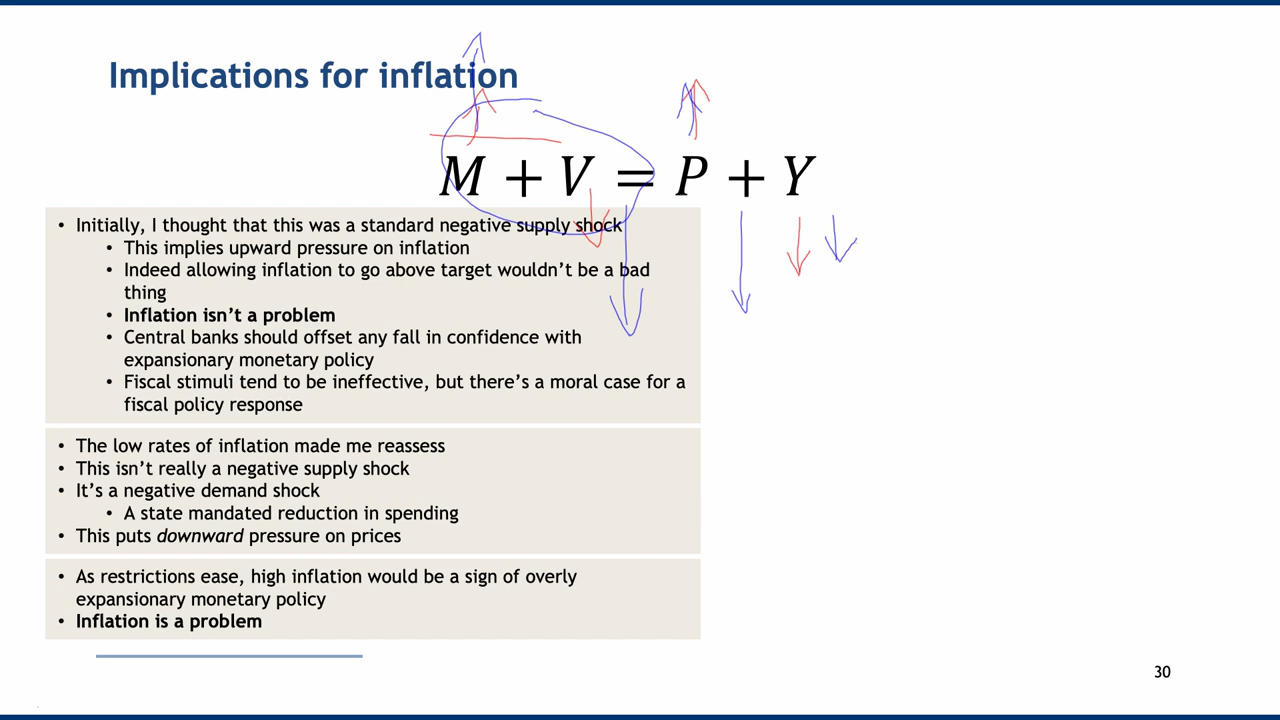 Implications for inflation
M + V = P + Y
• Initially, I thought that this was a standard negative supply shock
• This implies upward pressure on inflation
• Indeed allowing inflation to go above target wouldn't be a bad
thing
• Inflation isn't a problem
• Central banks should offset any fall in confidence with
expansionary monetary policy
• Fiscal stimuli tend to be ineffective, but there's a moral case for a
fiscal policy response
• The low rates of inflation made me reassess
• This isn't really a negative supply shock
• It's a negative demand shock
• A state mandated reduction in spending
• This puts downward pressure on prices
• As restrictions ease, high inflation would be a sign of overly
expansionary monetary policy
• Inflation is a problem
30